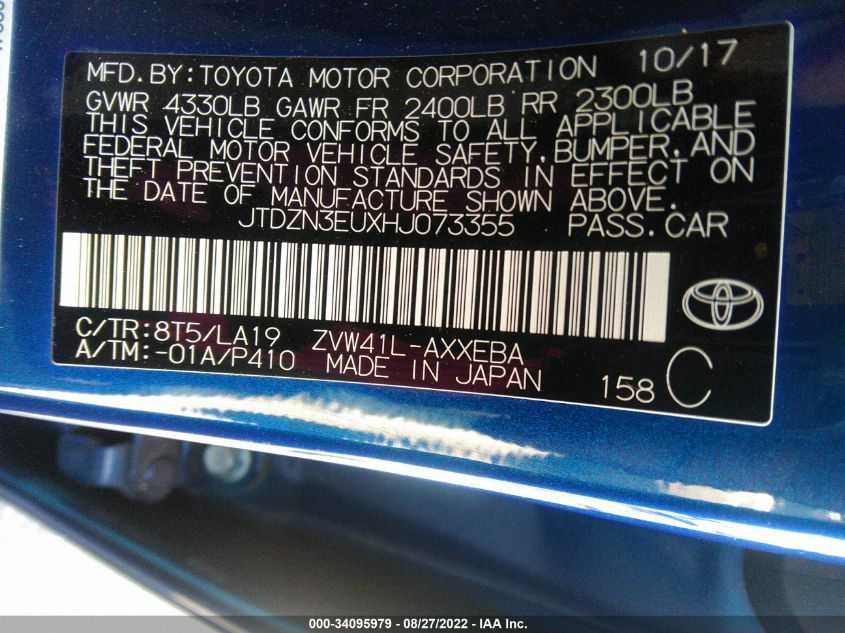 MFD.BY:TOYOTA MOTOR CORPORATION 10/17
GVWR 4330LB GAWR FR 2400LB RR 2300LB
THIS VEHICLE CONFORMS TO ALL APPLICABLE
FEDERAL MOTOR VEHICLE SAFETY,BUMPER,AND
THEFT PREVENTION STANDARDS IN EFFECT ON
THE DATE OF MANUFACTURE SHOWN ABOVE.
JTDZN3EUXHJ073355 PASS.CAR
C/TR:8T5/LA19 ZVW41L-AXXEBA
A/TM:-01A/P410 MADE IN JAPAN
158 C
000-34095979 - 08/27/2022 - IAA Inc.